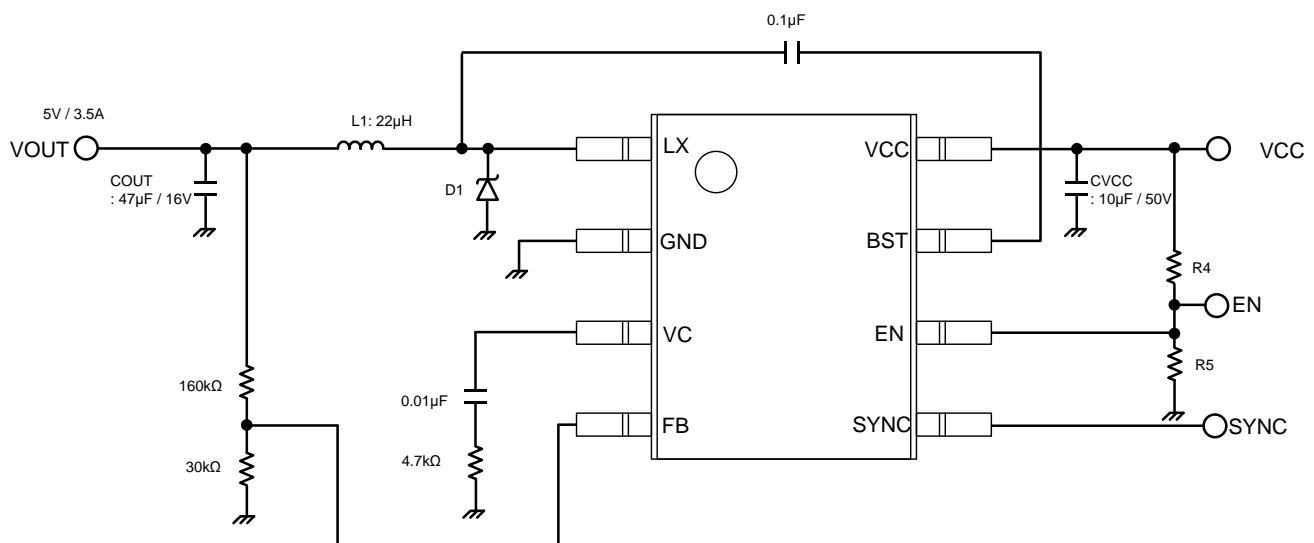 0.1µF
5V / 3.5A
L1: 22µH
VOUT
LX
VCC
VCC
COUT
: 47µF / 16V
D1
CVCC
: 10µF / 50V
GND
BST
R4
EN
VC
EN
R5
160kΩ
0.01µF
FB
SYNC
SYNC
30kΩ
4.7kΩ